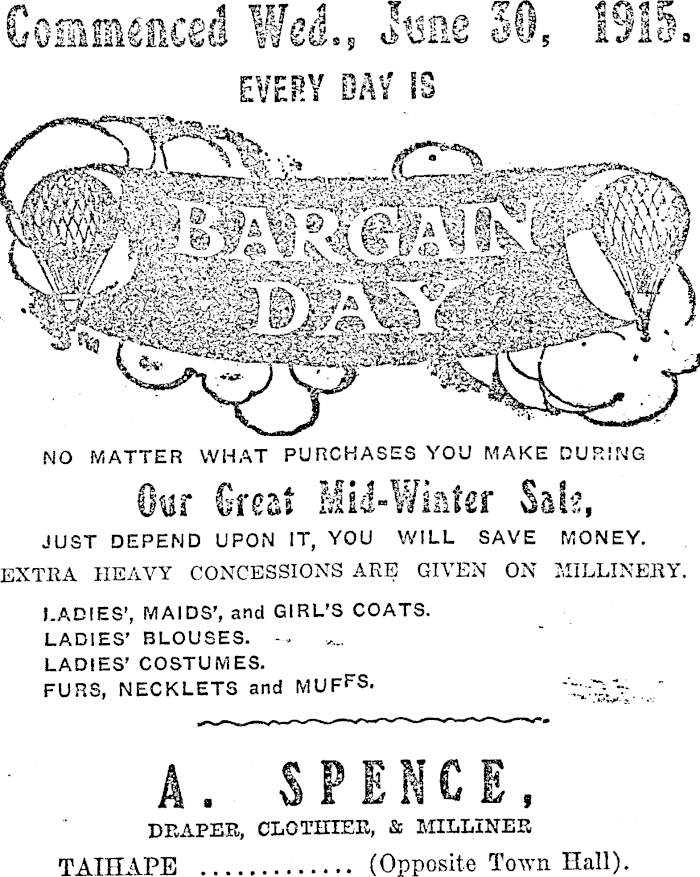 Commenced Wed., June 30, 1915.
EVERY DAY IS
BARGAIN
DAY
NO MATTER WHAT PURCHASES YOU MAKE DURING
Our Great Mid-Winter Sale,
JUST DEPEND UPON IT, YOU WILL SAVE MONEY.
EXTRA HEAVY CONCESSIONS ARE GIVEN ON MILLINERY.
LADIES', MAIDS', and GIRL'S COATS.
LADIES' BLOUSES.
LADIES' COSTUMES.
FURS, NECKLETS and MUFFS.
A. SPENCE,
DRAPER, CLOTHIER, & MILLINER
TAIHAPE ............. (Opposite Town Hall).